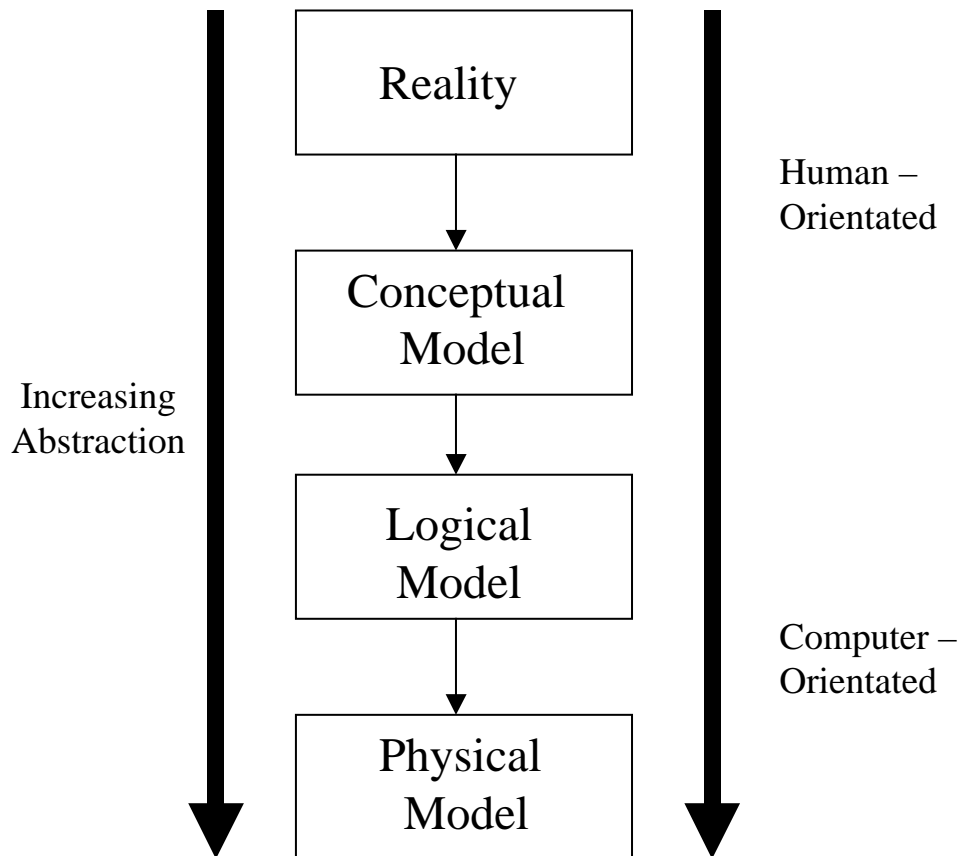 Reality
Human –
Orientated
Conceptual
Model
Increasing
Abstraction
Logical
Model
Computer –
Orientated
Physical
Model